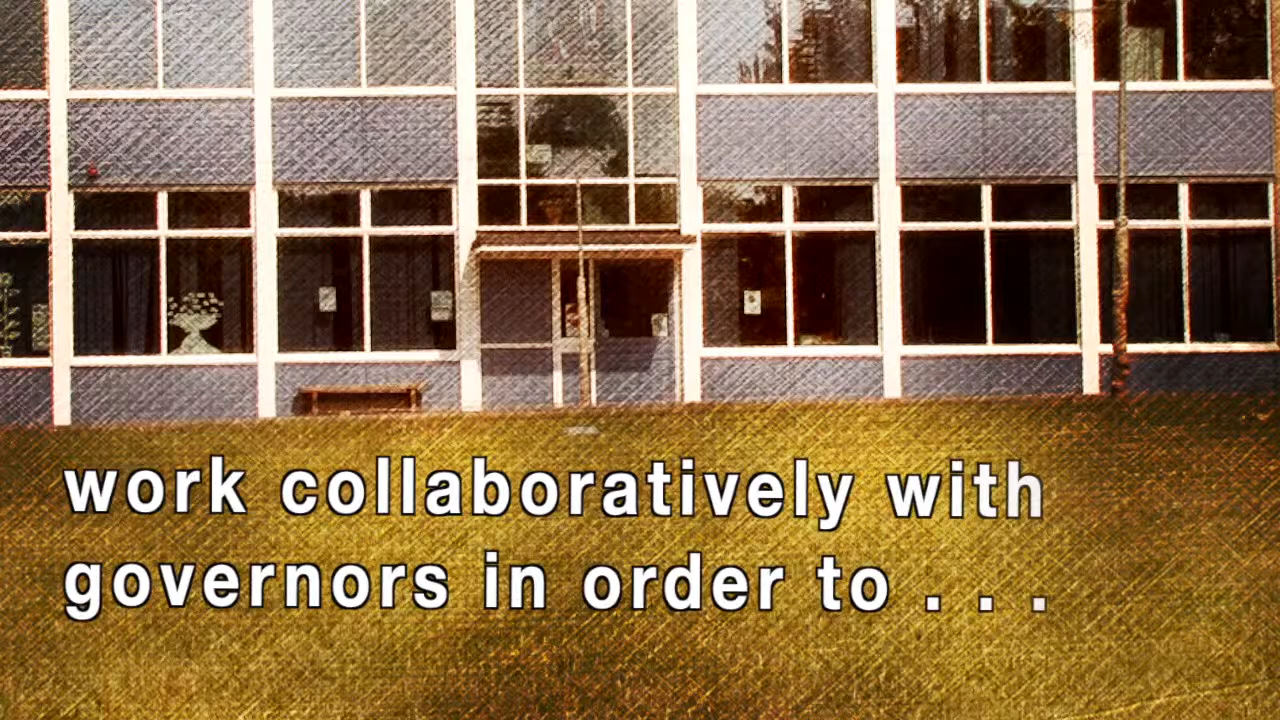 work collaboratively with
governors in order to . . .